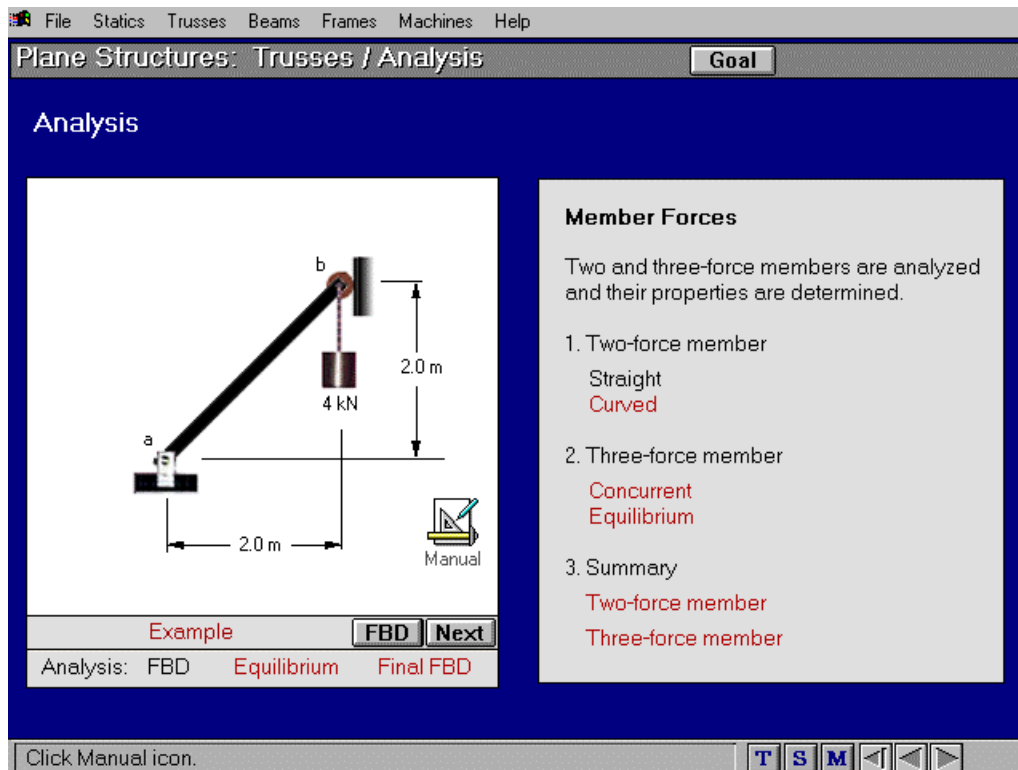 File Statics Trusses Beams Frames Machines Help
Plane Structures: Trusses / Analysis
Goal
Analysis
b
2.0 m
4 kN
a
2.0 m
Manual
Example
FBD Next
Analysis: FBD Equilibrium Final FBD
Member Forces
Two and three-force members are analyzed
and their properties are determined.
1. Two-force member
Straight
Curved
2. Three-force member
Concurrent
Equilibrium
3. Summary
Two-force member
Three-force member
Click Manual icon.
T S M